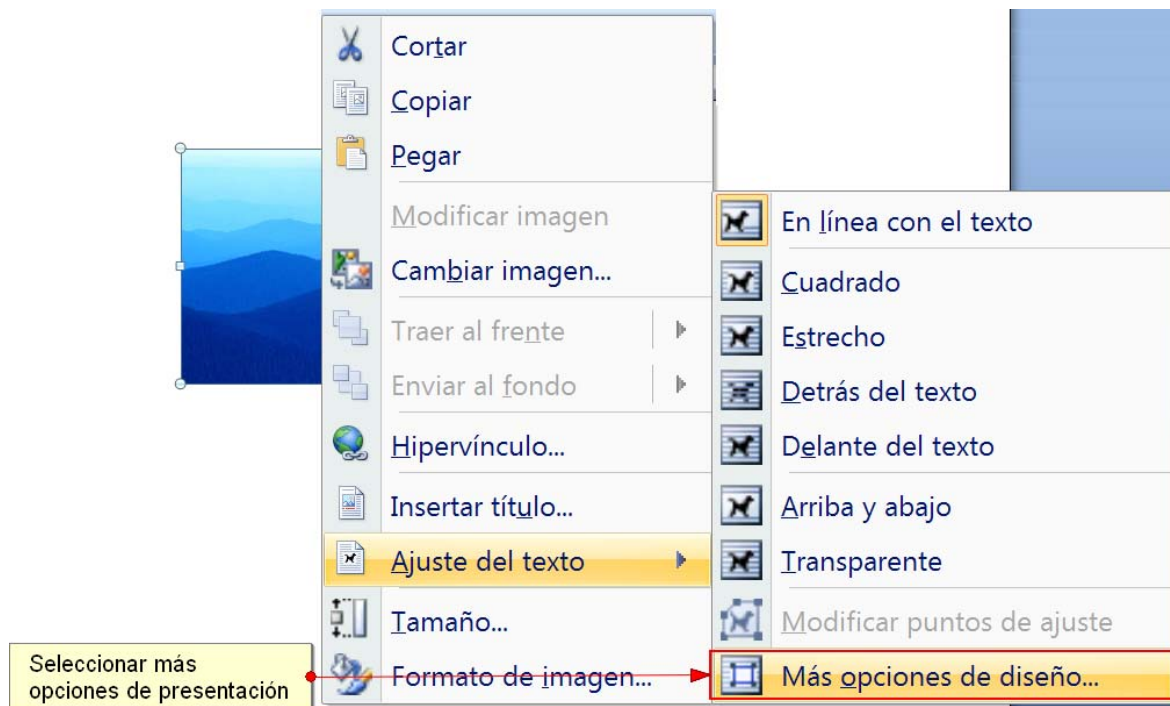 Cortar
Copiar
Pegar
Modificar imagen
Cambiar imagen...
Traer al frente
Enviar al fondo
Hipervínculo...
Insertar título...
Ajuste del texto
Tamaño...
Formato de imagen...
En línea con el texto
Cuadrado
Estrecho
Detrás del texto
Delante del texto
Arriba y abajo
Transparente
Modificar puntos de ajuste
Más opciones de diseño...
Seleccionar más
opciones de presentación